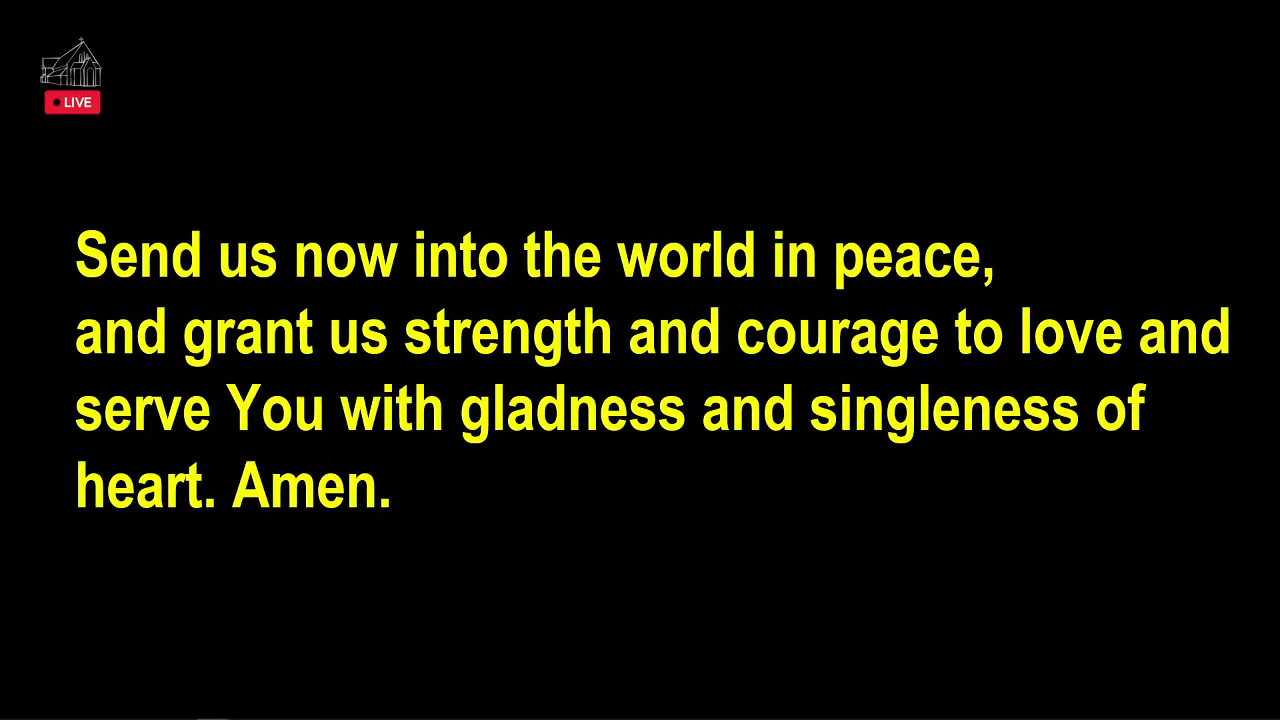 LIVE
Send us now into the world in peace,
and grant us strength and courage to love and
serve You with gladness and singleness of
heart. Amen.